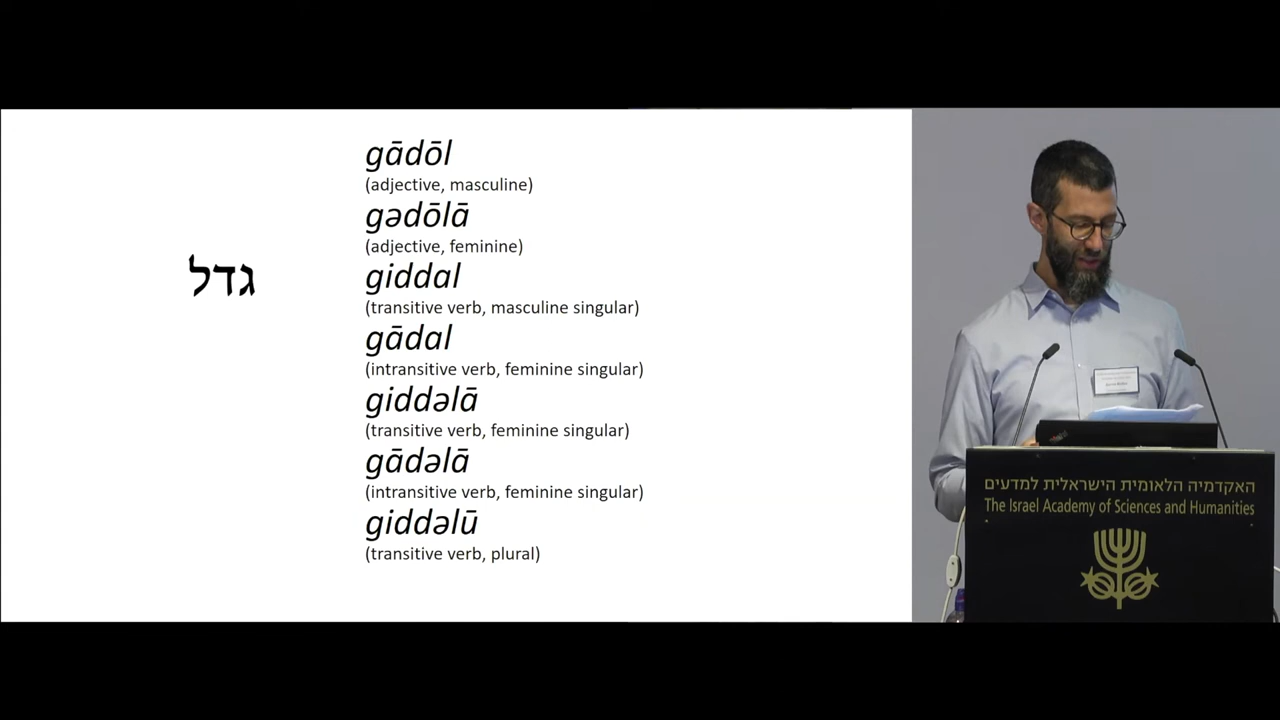 גדל
gādōl
(adjective, masculine)
gədōlā
(adjective, feminine)
giddal
(transitive verb, masculine singular)
gādal
(intransitive verb, feminine singular)
giddəlā
(transitive verb, feminine singular)
gādəlā
(intransitive verb, feminine singular)
giddəlū
(transitive verb, plural)
האקדמיה הלאומית הישראלית למדעים
The Israel Academy of Sciences and Humanities